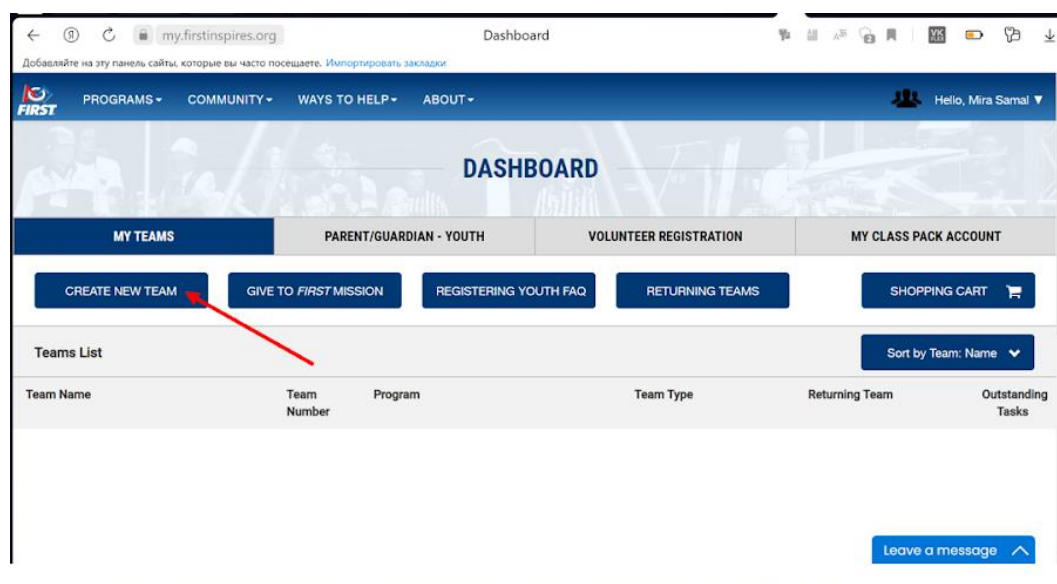 my.firstinspires.org Dashboard
Добавляйте на эту панель сайты, которые вы часто посещаете. Импортировать закладки
FIRST PROGRAMS COMMUNITY WAYS TO HELP ABOUT Hello, Mira Samal
DASHBOARD
MY TEAMS PARENT/GUARDIAN - YOUTH VOLUNTEER REGISTRATION MY CLASS PACK ACCOUNT
CREATE NEW TEAM GIVE TO FIRST MISSION REGISTERING YOUTH FAQ RETURNING TEAMS SHOPPING CART
Teams List Sort by Team: Name
Team Name Team Number Program Team Type Returning Team Outstanding Tasks
Leave a message